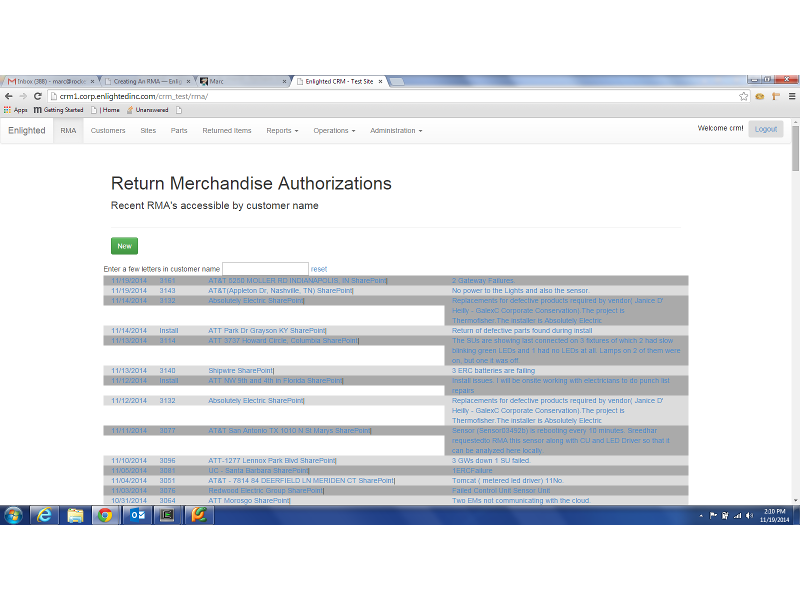 Inbox (388) - marc@rock
Creating An RMA — Enlig
Marc
Enlighted CRM - Test Site
crm1.corp.enlightedinc.com/crm_test/rma/
Apps
Getting Started
Home
Unanswered
Enlighted
RMA
Customers
Sites
Parts
Returned Items
Reports
Operations
Administration
Welcome crm!
Logout
Return Merchandise Authorizations
Recent RMA's accessible by customer name
New
Enter a few letters in customer name
reset
11/19/2014 3161 AT&T 5220 MOLLER RD INDIANAPOLIS, IN SharePoint| 2 Gateway Failures
11/19/2014 3143 AT&T(Appleton Dr, Nashville, TN) SharePoint| No power to the Lights and also the sensor.
11/14/2014 3132 Absolutely Electric SharePoint| Replacements for defective products required by vendor( Janice D'
Heilly - GalexC Corporate Conservation).The project is
Thermofisher.The installer is Absolutely Electric
11/14/2014 Install ATT Park Dr Grayson KY SharePoint| Return of defective parts found during install
11/13/2014 3114 ATT 3737 Howard Circle, Columbia SharePoint| The SUs are showing last connected on 3 fixtures of which 2 had slow
blinking green LEDs and 1 had no LEDs at all. Lamps on 2 of them were
on, but one it was off.
11/13/2014 3140 Shipwire SharePoint| 3 ERC batteries are failing
11/12/2014 Install ATT NW 9th and 4th in Florida SharePoint| Install issues. I will be onsite working with electricians to do punch list
repairs.
11/12/2014 3132 Absolutely Electric SharePoint| Replacements for defective products required by vendor( Janice D'
Heilly - GalexC Corporate Conservation).The project is
Thermofisher.The installer is Absolutely Electric
11/11/2014 3077 AT&T San Antonio TX 1010 N St Marys SharePoint| Sensor (Sensor03492b) is rebooting every 10 minutes. Sreedhar
requestedto RMA this sensor along with CU and LED Driver so that it
can be analyzed here locally.
11/10/2014 3096 ATT-1277 Lennox Park Blvd SharePoint| 3 GWs down 1 SU failed.
11/05/2014 3091 UC - Santa Barbara SharePoint| 1ERCFailure
11/04/2014 3051 AT&T - 7814 84 DEERFIELD LN MERIDEN CT SharePoint| Tomcat ( metered led driver) 11No.
11/03/2014 3076 Redwood Electric Group SharePoint| Failed Control Unit Sensor Unit
10/31/2014 3064 ATT Morosgo SharePoint| Two EMs not communicating with the cloud.
2:10 PM
11/19/2014